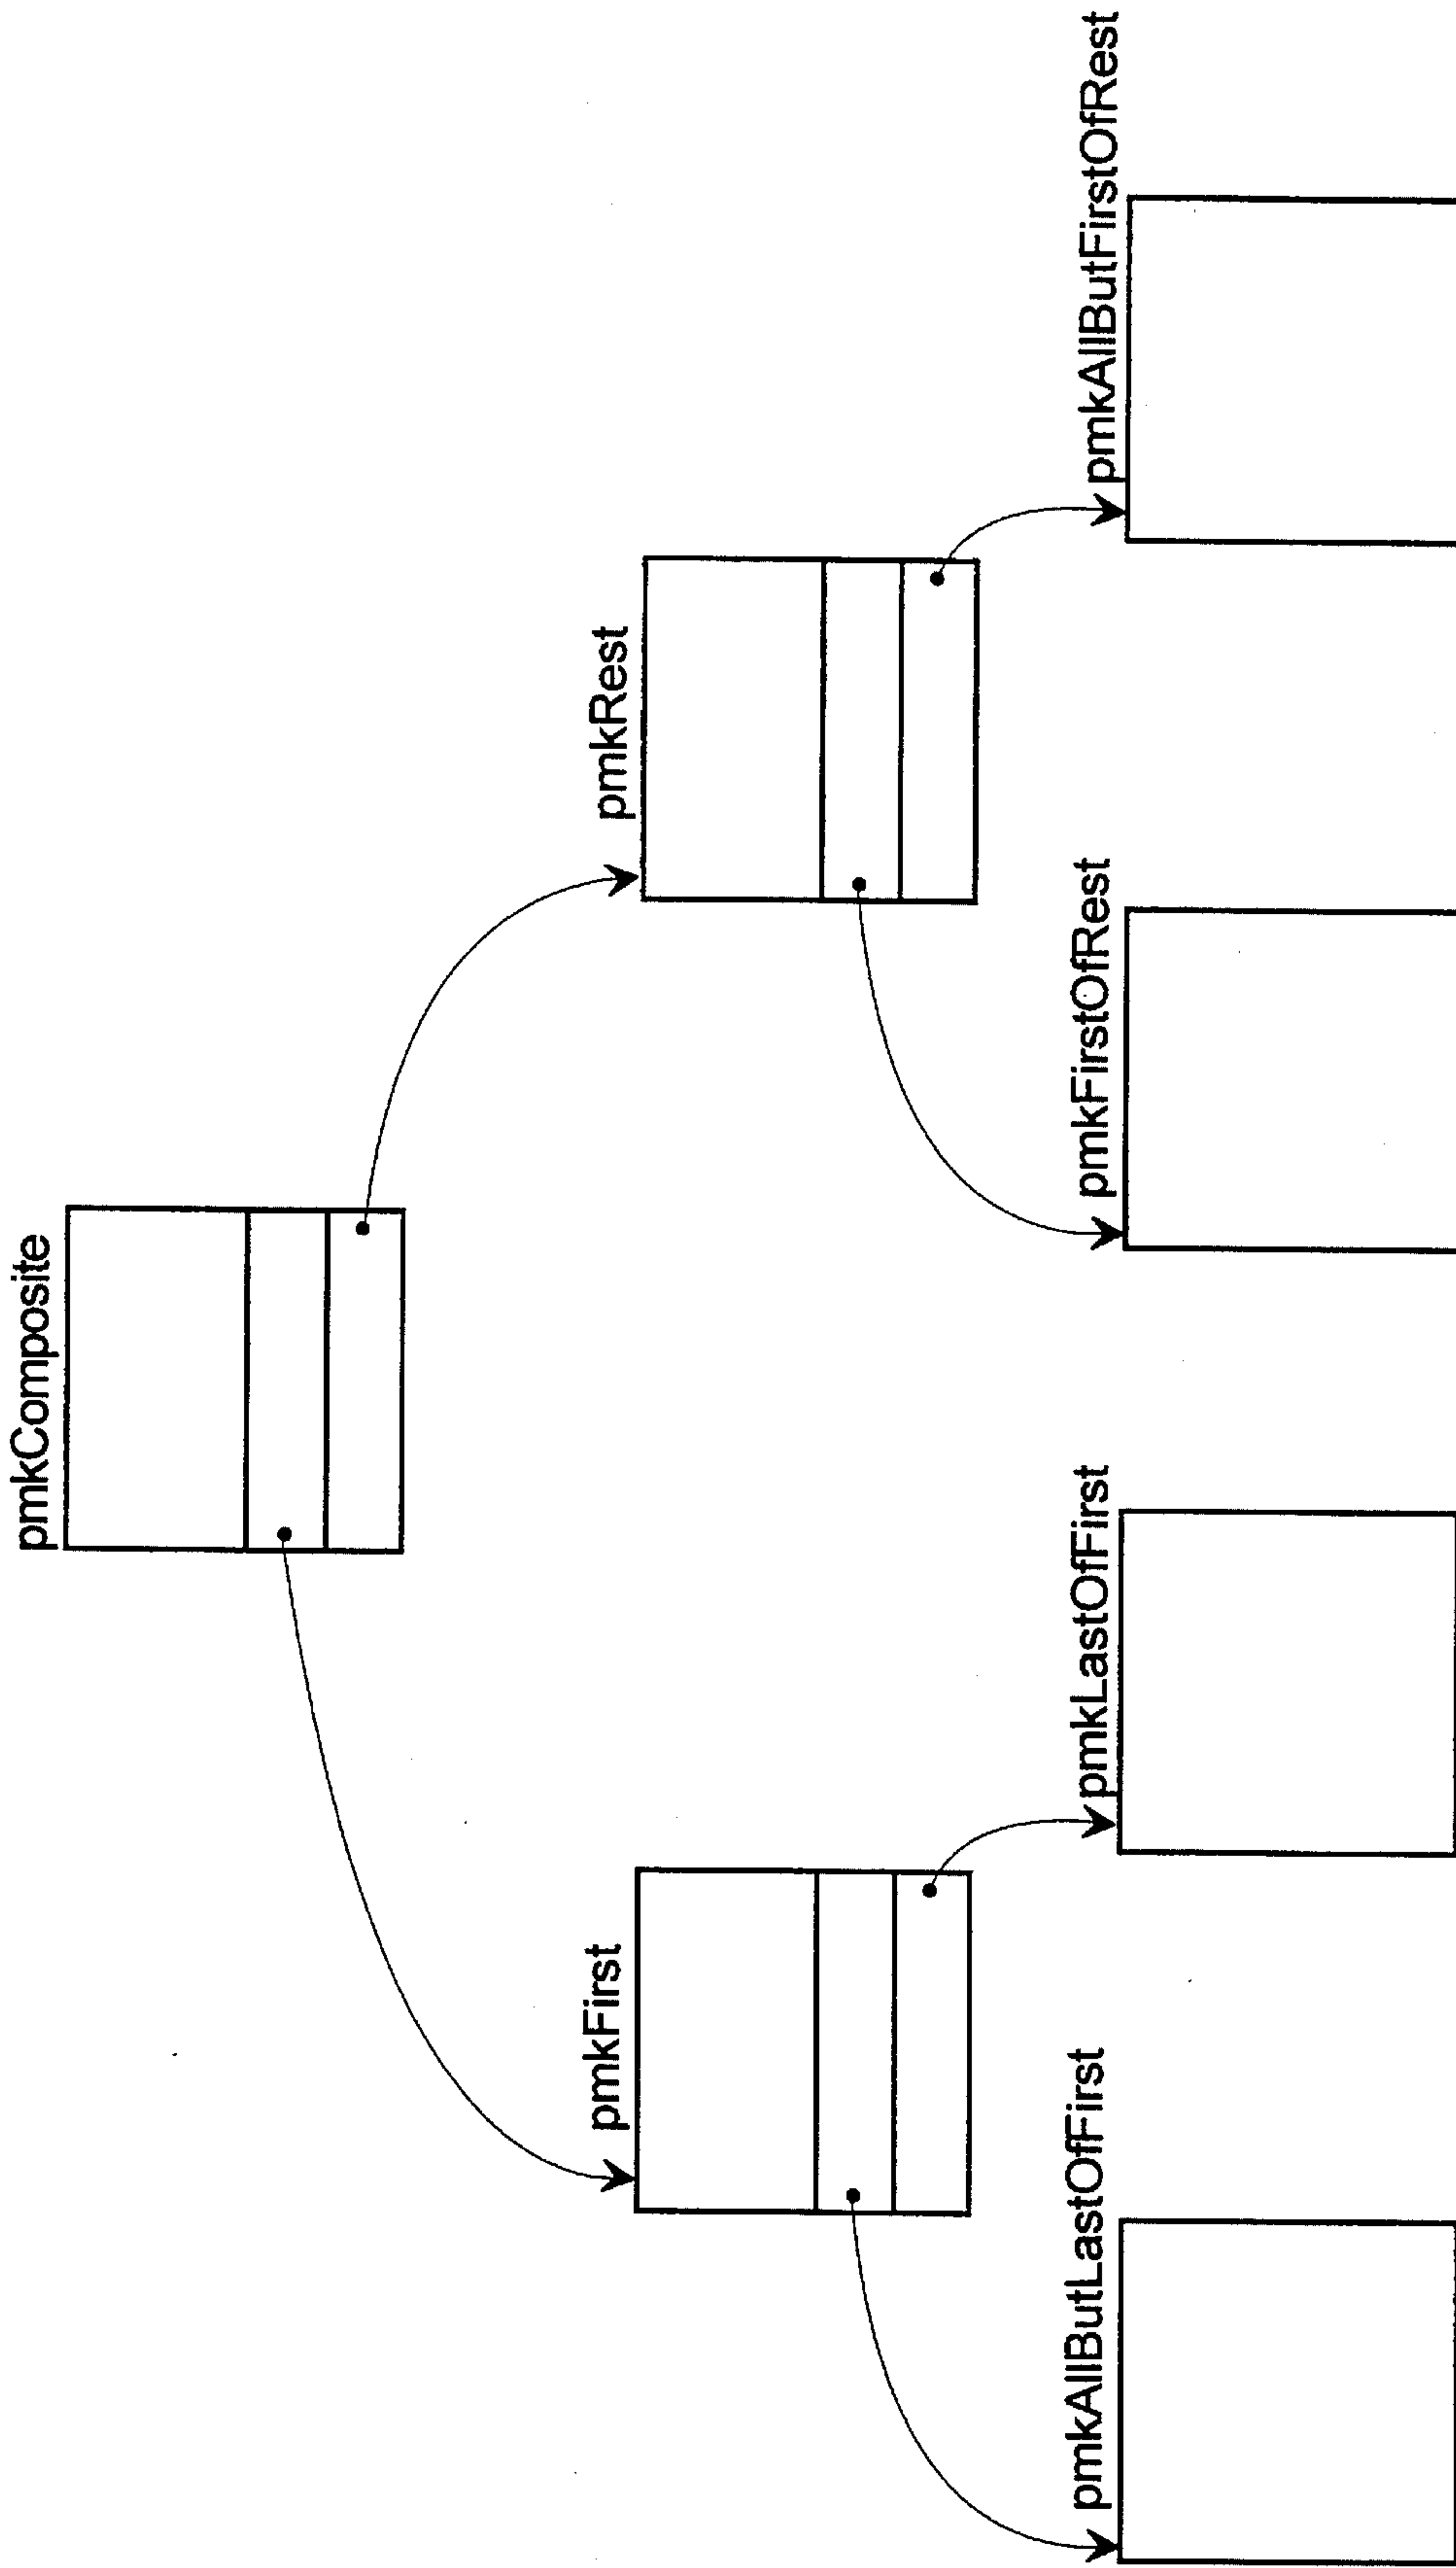 pmkComposite
pmkFirst
pmkRest
pmkAllButLastOfFirst
pmkLastOfFirst
pmkFirstOfRest
pmkAllButFirstOfRest